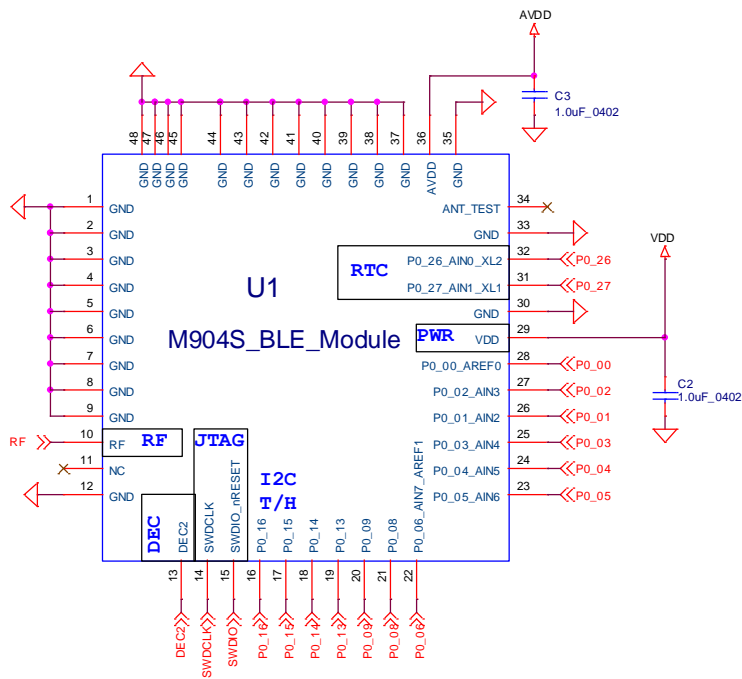 AVDD
C3
1.0uF_0402
48
47
46
45
44
43
42
41
40
39
38
37
36
35
GND
GND
GND
GND
GND
GND
GND
GND
GND
GND
GND
GND
AVDD
GND
1 GND
2 GND
3 GND
4 GND
5 GND
6 GND
7 GND
8 GND
9 GND
RF 10 RF RF
11 NC
12 GND
U1
M904S_BLE_Module
34 ANT_TEST
33 GND
RTC
P0_26_AIN0_XL2 32 P0_26
P0_27_AIN1_XL1 31 P0_27
GND 30
VDD
PWR VDD 29
P0_00_AREF0 28 P0_00
P0_02_AIN3 27 P0_02
P0_01_AIN2 26 P0_01
P0_03_AIN4 25 P0_03
P0_04_AIN5 24 P0_04
P0_05_AIN6 23 P0_05
C2
1.0uF_0402
JTAG
I2C
T/H
DEC
DEC2
SWDCLK
SWDIO_nRESET
P0_16
P0_15
P0_14
P0_13
P0_09
P0_08
P0_06_AIN7_AREF1
13
14
15
16
17
18
19
20
21
22
DEC2
SWDCLK
SWDIO
P0_16
P0_15
P0_14
P0_13
P0_09
P0_08
P0_06